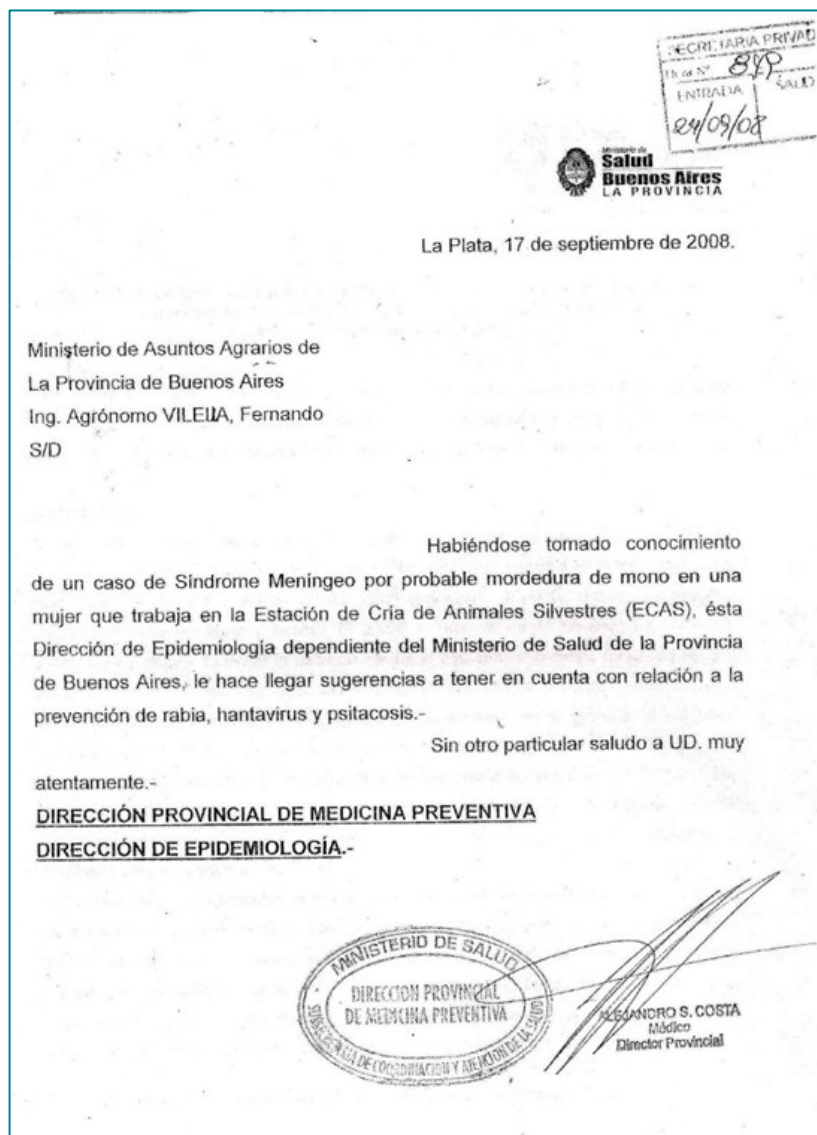 SECRETARIA PRIVAD
ENTRADA
SALUD
24/09/08
Ministerio de
Salud
Buenos Aires
LA PROVINCIA
La Plata, 17 de septiembre de 2008.
Ministerio de Asuntos Agrarios de
La Provincia de Buenos Aires
Ing. Agrónomo VILELLA, Fernando
S/D
Habiéndose tomado conocimiento
de un caso de Síndrome Meníngeo por probable mordedura de mono en una
mujer que trabaja en la Estación de Cría de Animales Silvestres (ECAS), ésta
Dirección de Epidemiología dependiente del Ministerio de Salud de la Provincia
de Buenos Aires, le hace llegar sugerencias a tener en cuenta con relación a la
prevención de rabia, hantavirus y psitacosis.-
Sin otro particular saludo a UD. muy
atentamente.-
DIRECCIÓN PROVINCIAL DE MEDICINA PREVENTIVA
DIRECCIÓN DE EPIDEMIOLOGÍA.-
MINISTERIO DE SALUD
DIRECCION PROVINCIAL
DE MEDICINA PREVENTIVA
SUBSECRETARIA DE COORDINACION Y ATENCION DE LA SALUD
ALEJANDRO S. COSTA
Médico
Director Provincial